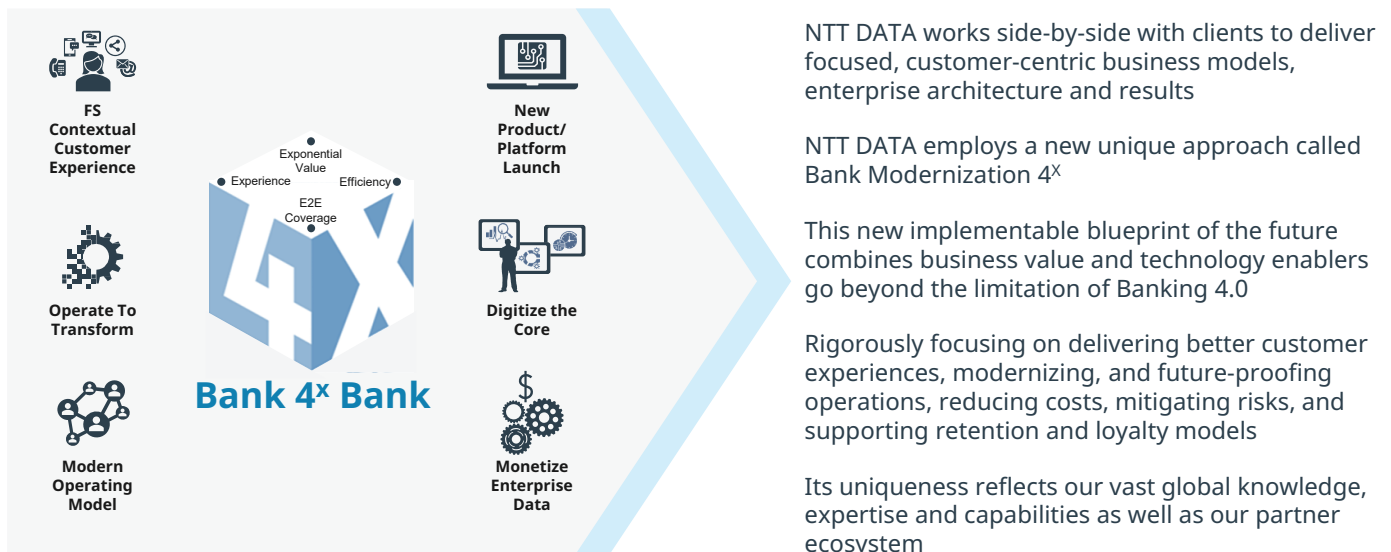 FS
Contextual
Customer
Experience
Operate To
Transform
Modern
Operating
Model
Exponential
Value
Experience
Efficiency
E2E
Coverage
4X
Bank 4ˣ Bank
New
Product/
Platform
Launch
Digitize the
Core
$
Monetize
Enterprise
Data
NTT DATA works side-by-side with clients to deliver
focused, customer-centric business models,
enterprise architecture and results
NTT DATA employs a new unique approach called
Bank Modernization 4ˣ
This new implementable blueprint of the future
combines business value and technology enablers
go beyond the limitation of Banking 4.0
Rigorously focusing on delivering better customer
experiences, modernizing, and future-proofing
operations, reducing costs, mitigating risks, and
supporting retention and loyalty models
Its uniqueness reflects our vast global knowledge,
expertise and capabilities as well as our partner
ecosystem